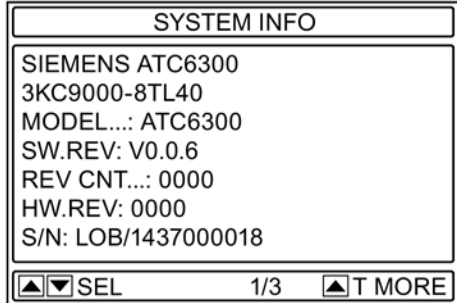 SYSTEM INFO
SIEMENS ATC6300
3KC9000-8TL40
MODEL...: ATC6300
SW.REV: V0.0.6
REV CNT...: 0000
HW.REV: 0000
S/N: LOB/1437000018
▲▼SEL 1/3 ▲T MORE